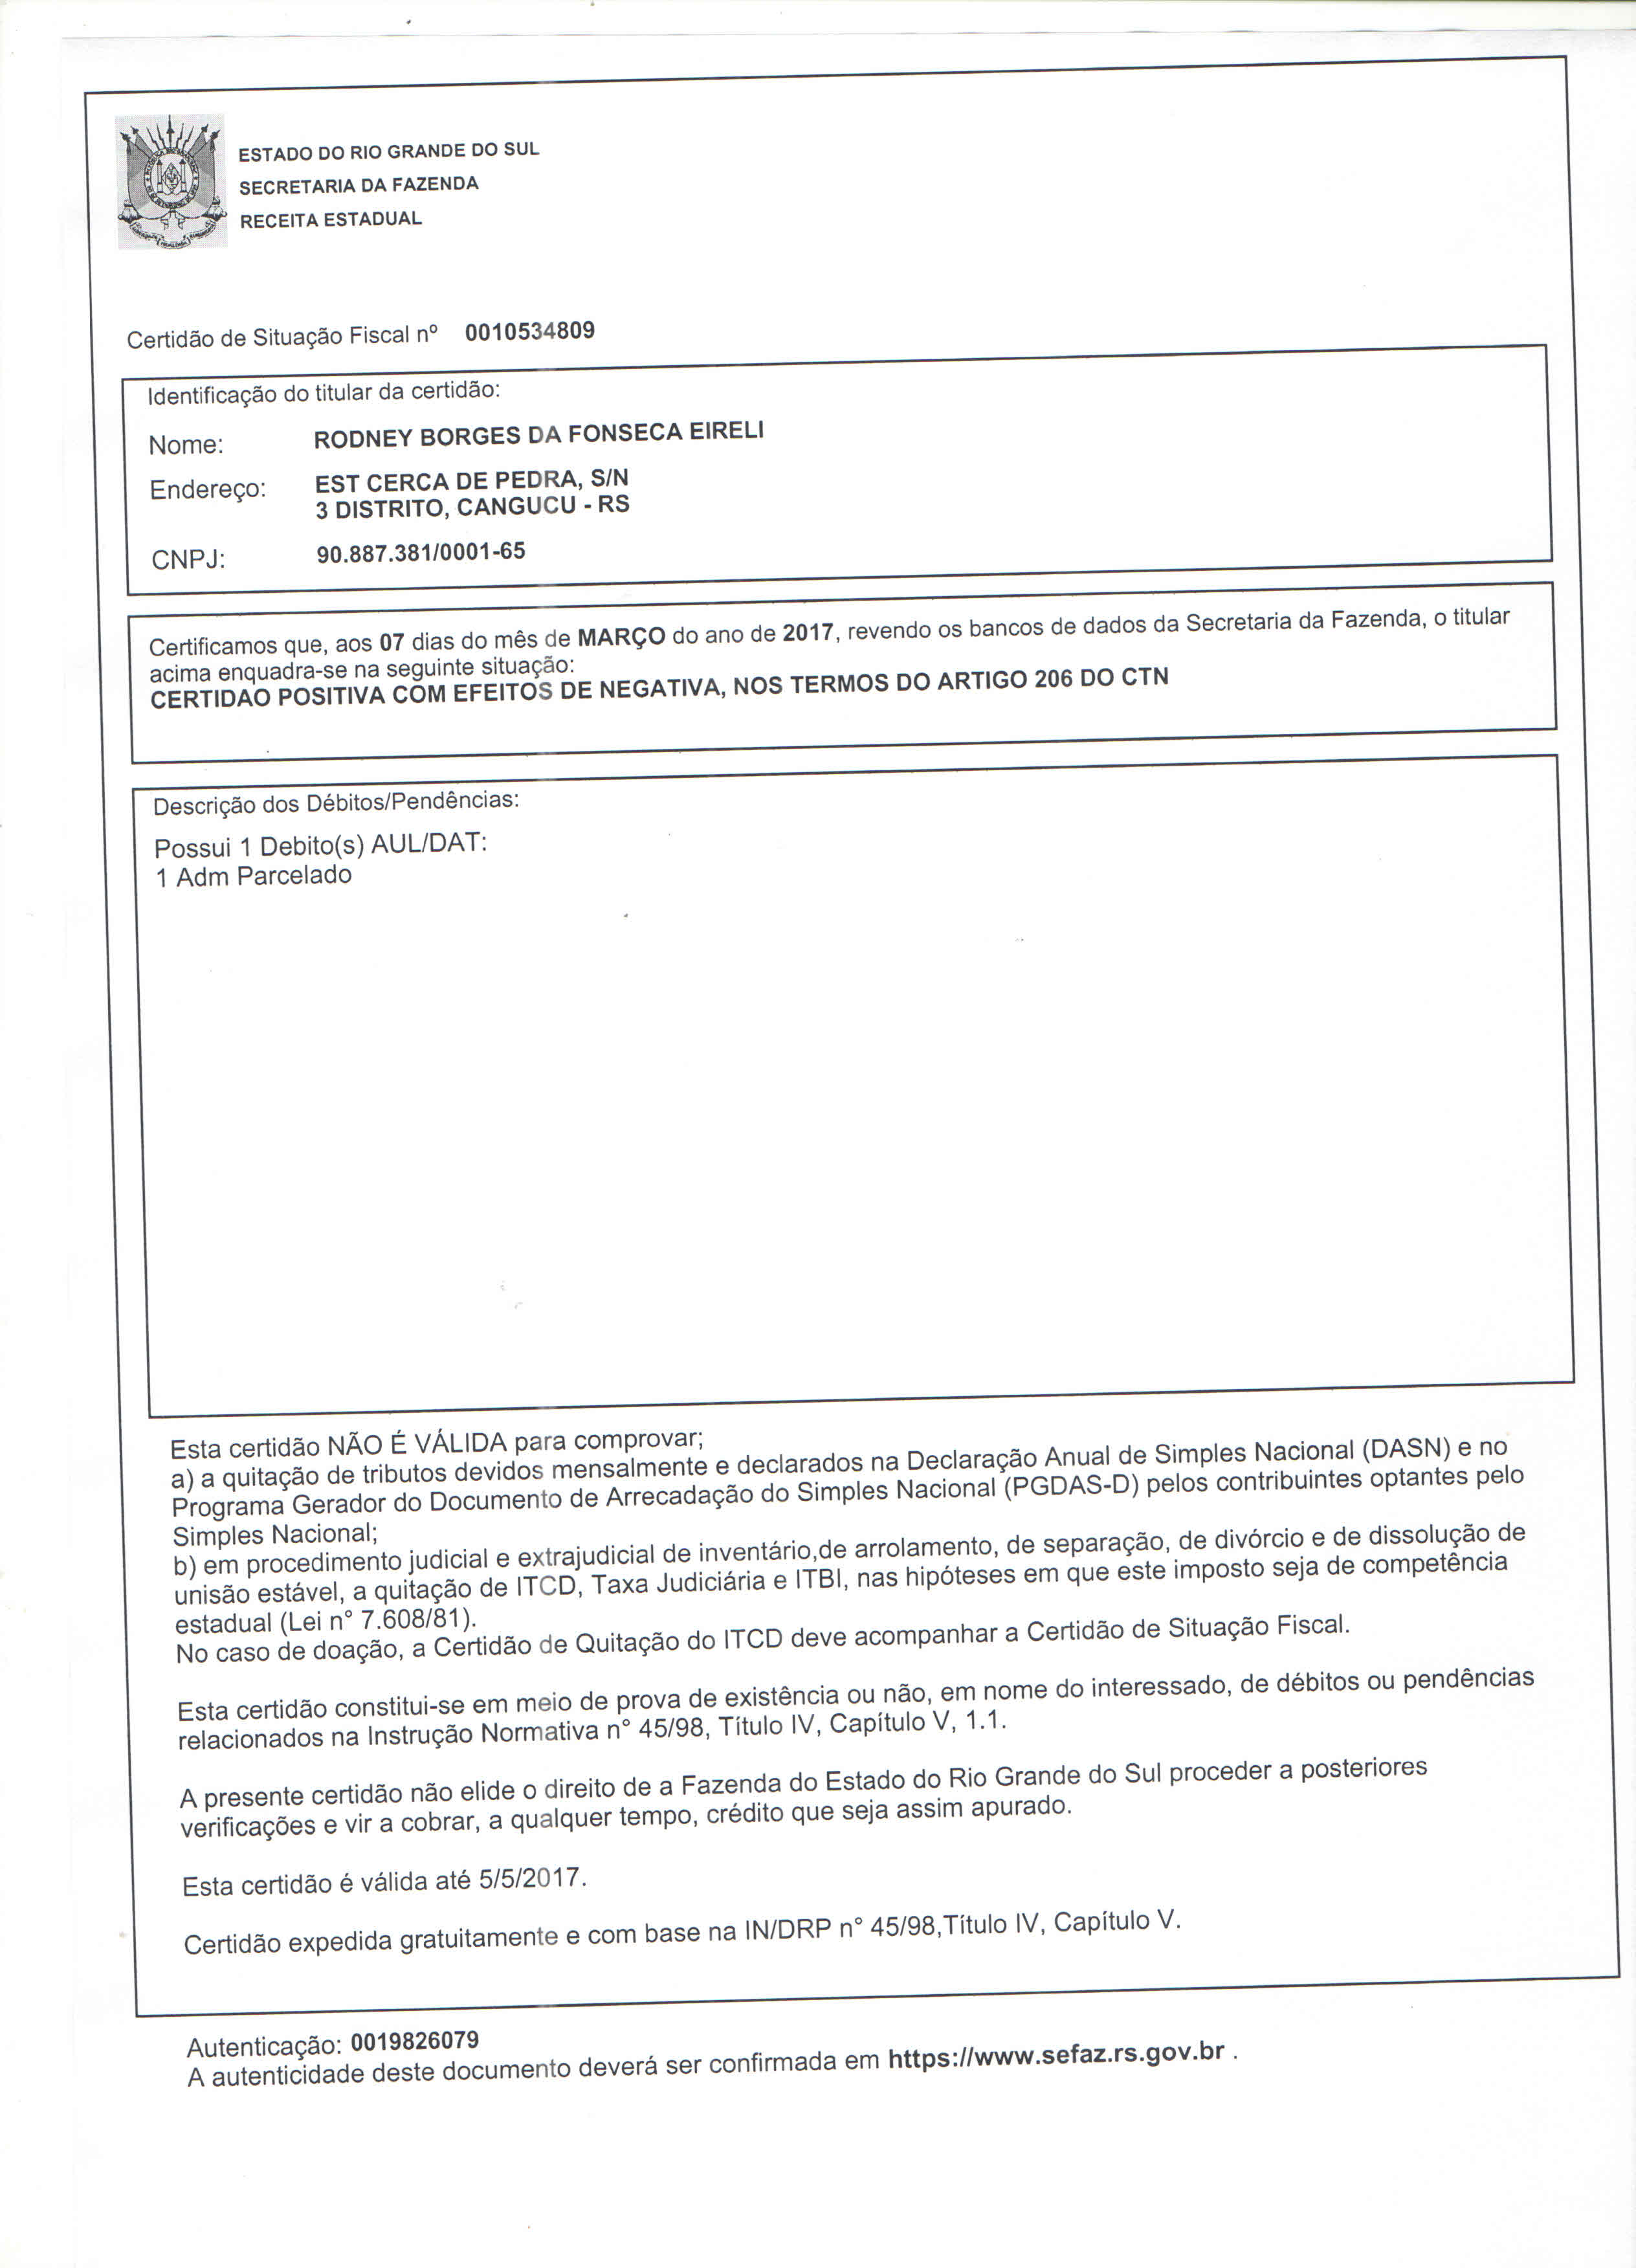 ESTADO DO RIO GRANDE DO SUL
SECRETARIA DA FAZENDA
RECEITA ESTADUAL
Certidão de Situação Fiscal nº 0010534809
Identificação do titular da certidão:
Nome: RODNEY BORGES DA FONSECA EIRELI
Endereço: EST CERCA DE PEDRA, S/N
3 DISTRITO, CANGUCU - RS
CNPJ: 90.887.381/0001-65
Certificamos que, aos 07 dias do mês de MARÇO do ano de 2017, revendo os bancos de dados da Secretaria da Fazenda, o titular
acima enquadra-se na seguinte situação:
CERTIDAO POSITIVA COM EFEITOS DE NEGATIVA, NOS TERMOS DO ARTIGO 206 DO CTN
Descrição dos Débitos/Pendências:
Possui 1 Debito(s) AUL/DAT:
1 Adm Parcelado
Esta certidão NÃO É VÁLIDA para comprovar;
a) a quitação de tributos devidos mensalmente e declarados na Declaração Anual de Simples Nacional (DASN) e no
Programa Gerador do Documento de Arrecadação do Simples Nacional (PGDAS-D) pelos contribuintes optantes pelo
Simples Nacional;
b) em procedimento judicial e extrajudicial de inventário,de arrolamento, de separação, de divórcio e de dissolução de
unisão estável, a quitação de ITCD, Taxa Judiciária e ITBI, nas hipóteses em que este imposto seja de competência
estadual (Lei n° 7.608/81).
No caso de doação, a Certidão de Quitação do ITCD deve acompanhar a Certidão de Situação Fiscal.
Esta certidão constitui-se em meio de prova de existência ou não, em nome do interessado, de débitos ou pendências
relacionados na Instrução Normativa n° 45/98, Título IV, Capítulo V, 1.1.
A presente certidão não elide o direito de a Fazenda do Estado do Rio Grande do Sul proceder a posteriores
verificações e vir a cobrar, a qualquer tempo, crédito que seja assim apurado.
Esta certidão é válida até 5/5/2017.
Certidão expedida gratuitamente e com base na IN/DRP n° 45/98,Título IV, Capítulo V.
Autenticação: 0019826079
A autenticidade deste documento deverá ser confirmada em https://www.sefaz.rs.gov.br .